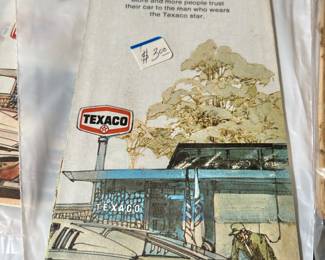 More and more people trust
their car to the man who wears
the Texaco star.
$3.00
TEXACO
TEXACO